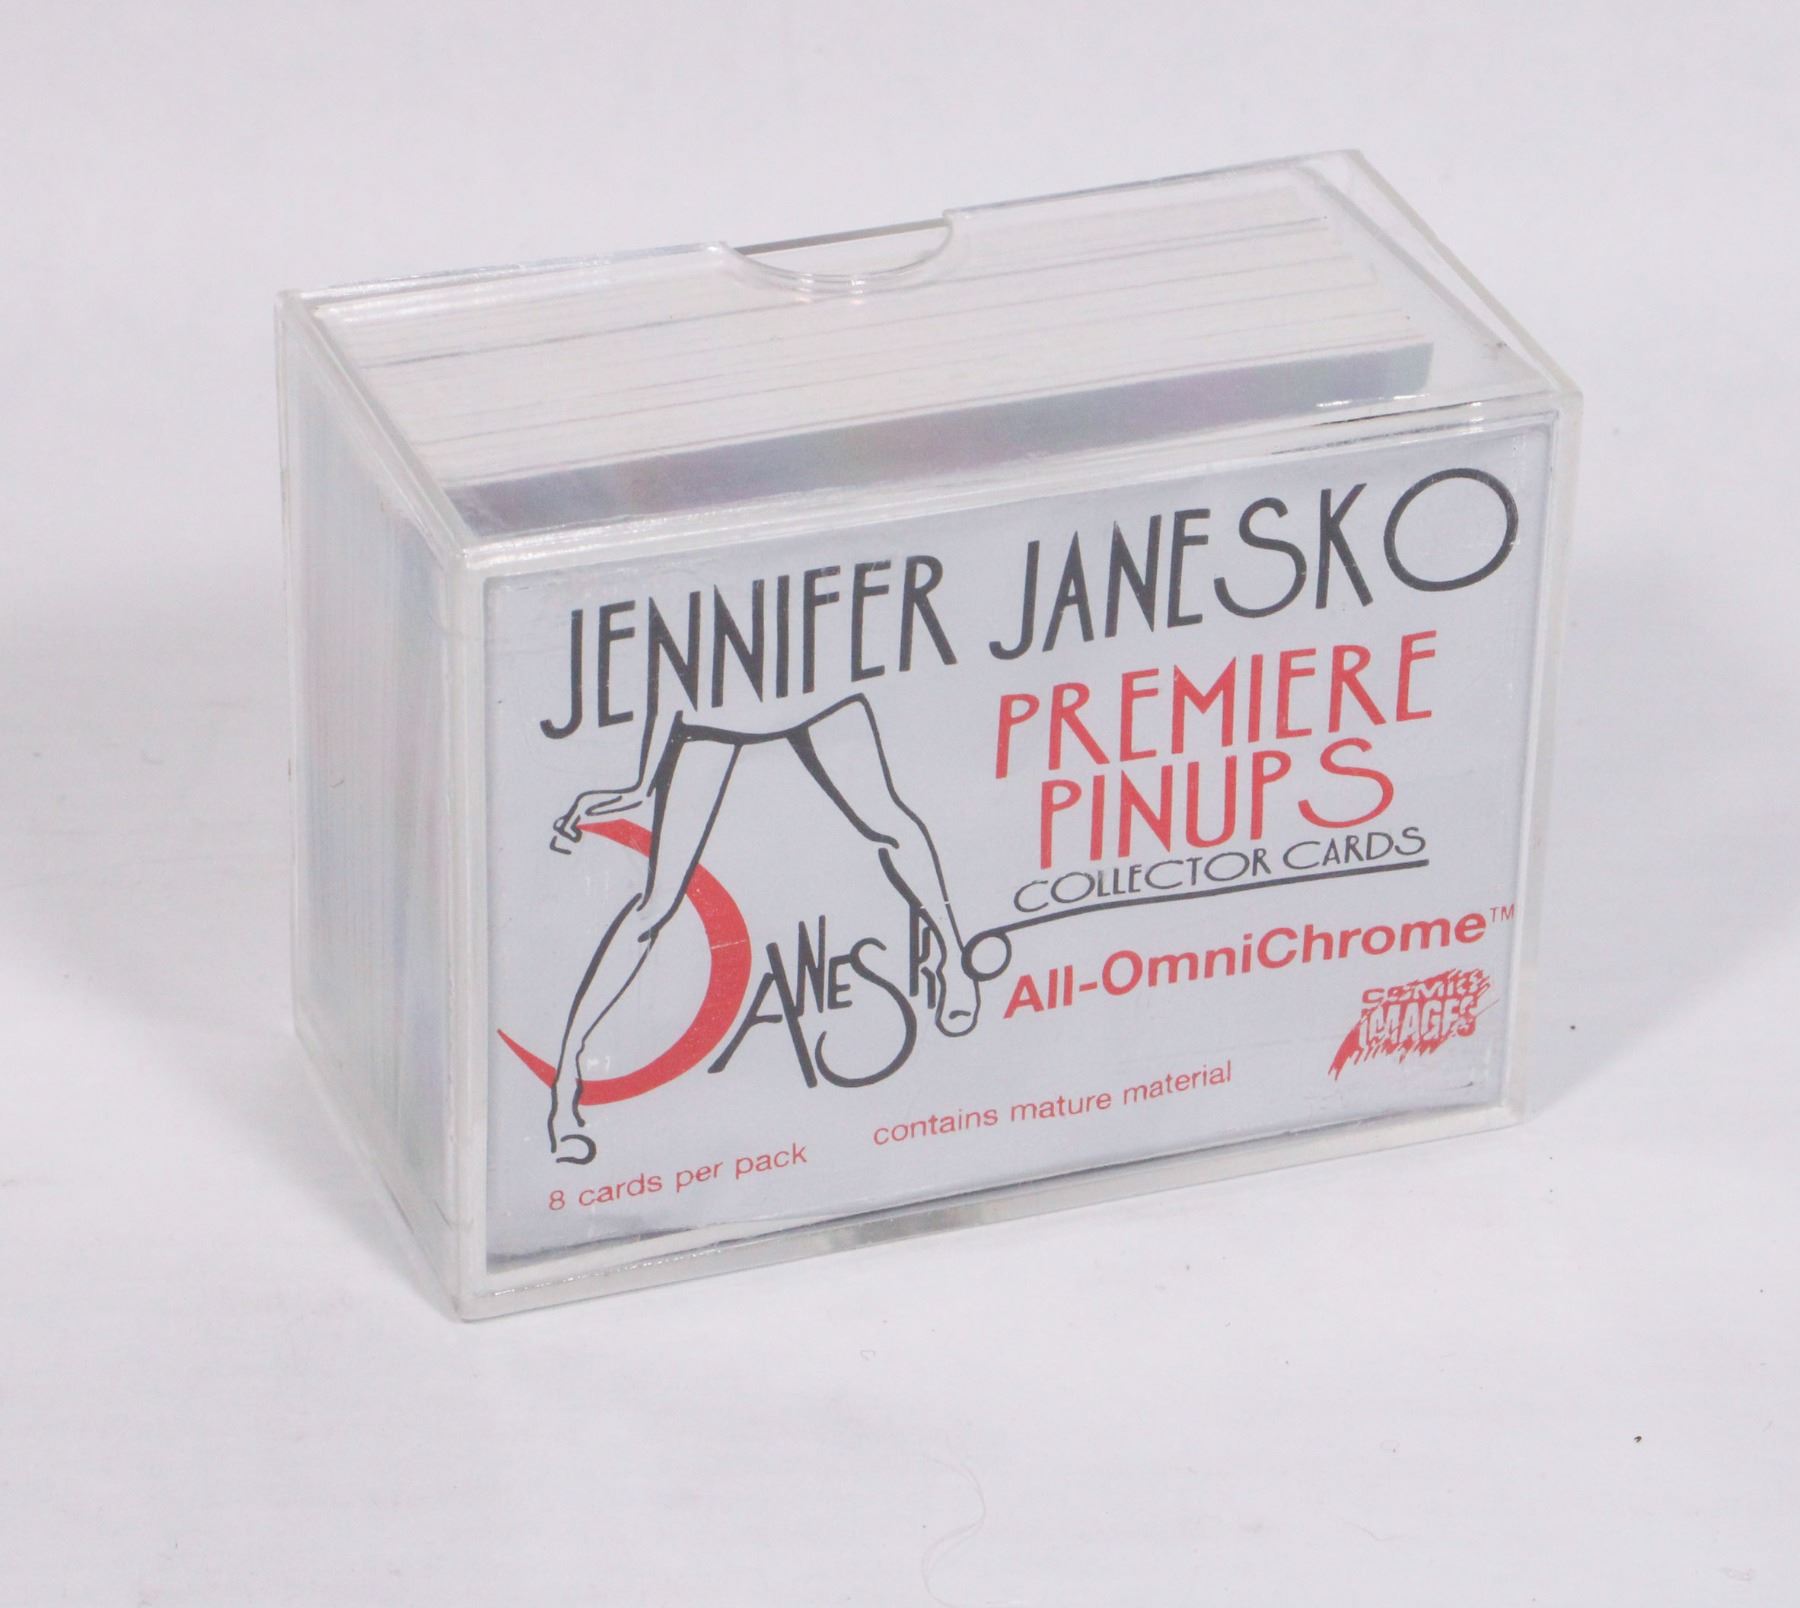 JENNIFER JANESKO
PREMIERE
PINUPS
COLLECTOR CARDS
JANESKO
All-OmniChrome™
COMIC
IMAGES
8 cards per pack contains mature material